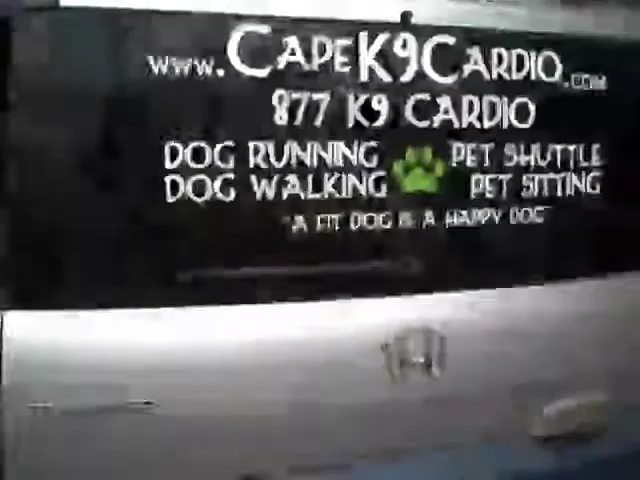 www.CapeK9Cardio.com
877 K9 CARDIO
DOG RUNNING PET SHUTTLE
DOG WALKING PET SITTING
"A FIT DOG IS A HAPPY DOG"